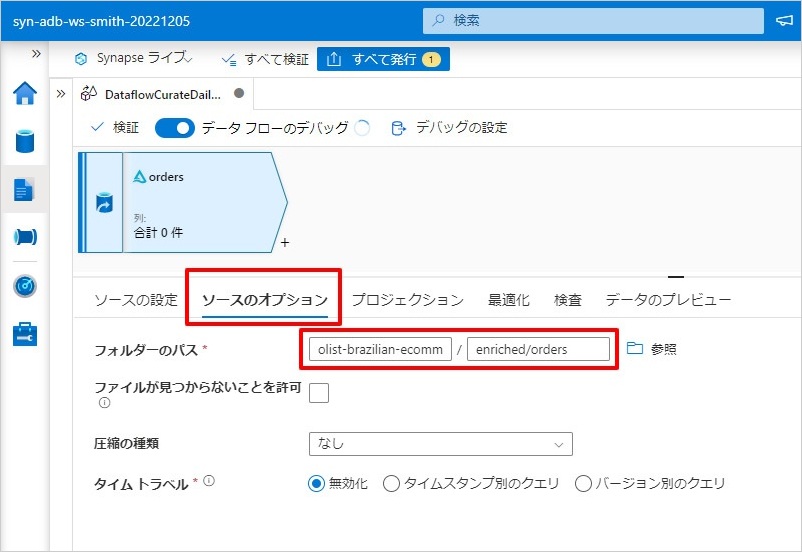 syn-adb-ws-smith-20221205
検索
Synapse ライブ
すべて検証
すべて発行 1
DataflowCurateDail...
検証
データ フローのデバッグ
デバッグの設定
orders
列:
合計 0 件
+
ソースの設定
ソースのオプション
プロジェクション
最適化
検査
データのプレビュー
フォルダーのパス *
olist-brazilian-ecomm / enriched/orders
参照
ファイルが見つからないことを許可
圧縮の種類
なし
タイム トラベル *
無効化
タイムスタンプ別のクエリ
バージョン別のクエリ